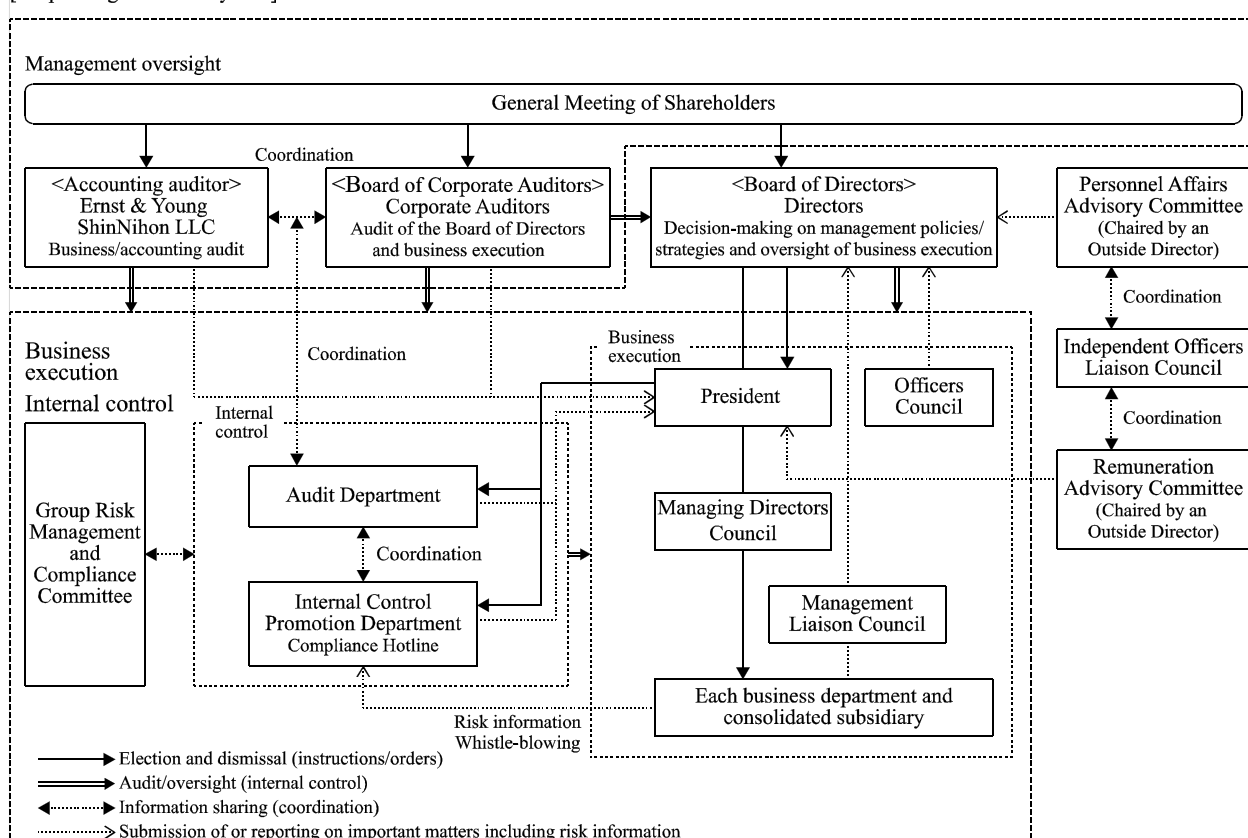 Management oversight
General Meeting of Shareholders
Coordination
<Accounting auditor>
Ernst & Young
ShinNihon LLC
Business/accounting audit
<Board of Corporate Auditors>
Corporate Auditors
Audit of the Board of Directors
and business execution
<Board of Directors>
Directors
Decision-making on management policies/
strategies and oversight of business execution
Personnel Affairs
Advisory Committee
(Chaired by an
Outside Director)
Coordination
Independent Officers
Liaison Council
Coordination
Remuneration
Advisory Committee
(Chaired by an
Outside Director)
Business
execution
Internal control
Coordination
Business
execution
President
Officers
Council
Internal
control
Group Risk
Management
and
Compliance
Committee
Audit Department
Coordination
Internal Control
Promotion Department
Compliance Hotline
Managing Directors
Council
Management
Liaison Council
Each business department and
consolidated subsidiary
Risk information
Whistle-blowing
Election and dismissal (instructions/orders)
Audit/oversight (internal control)
Information sharing (coordination)
Submission of or reporting on important matters including risk information